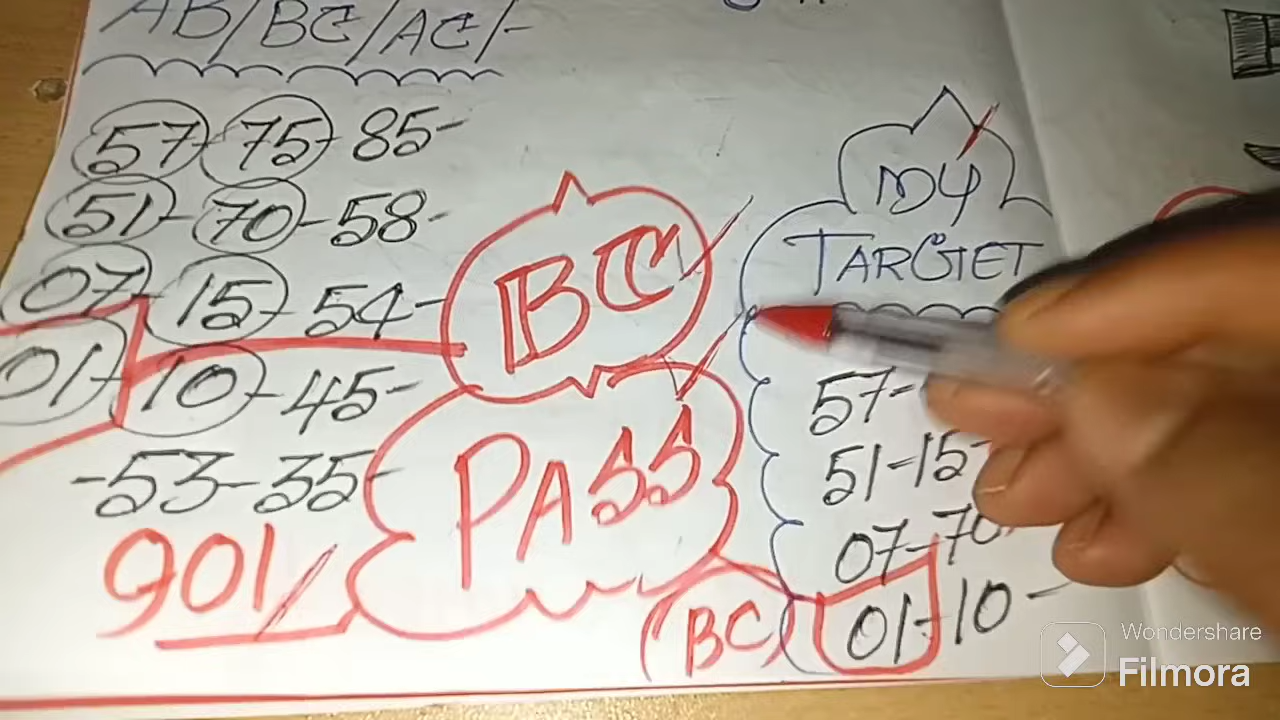 AB/BC/AC/-
57-75-85-
51-70-58-
07-15-54-
01-10-45-
-53-35-
901/
BC
PASS
(BC)
MY
TARGET
57-
51-15-
07-70
01-10-
Wondershare
Filmora